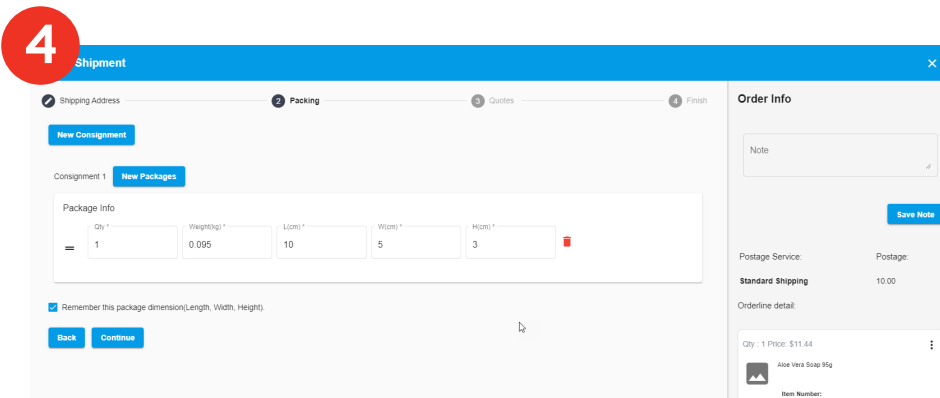 4
Shipment
Shipping Address
2 Packing
3 Quotes
4 Finish
New Consignment
Consignment 1 New Packages
Package Info
Qty * Weight(kg) * L(cm) * W(cm) * H(cm) *
1 0.095 10 5 3
Remember this package dimension(Length, Width, Height).
Back Continue
Order Info
Note
Save Note
Postage Service: Postage:
Standard Shipping 10.00
Orderline detail:
Qty : 1 Price: $11.44
Aloe Vera Soap 95g
Item Number: